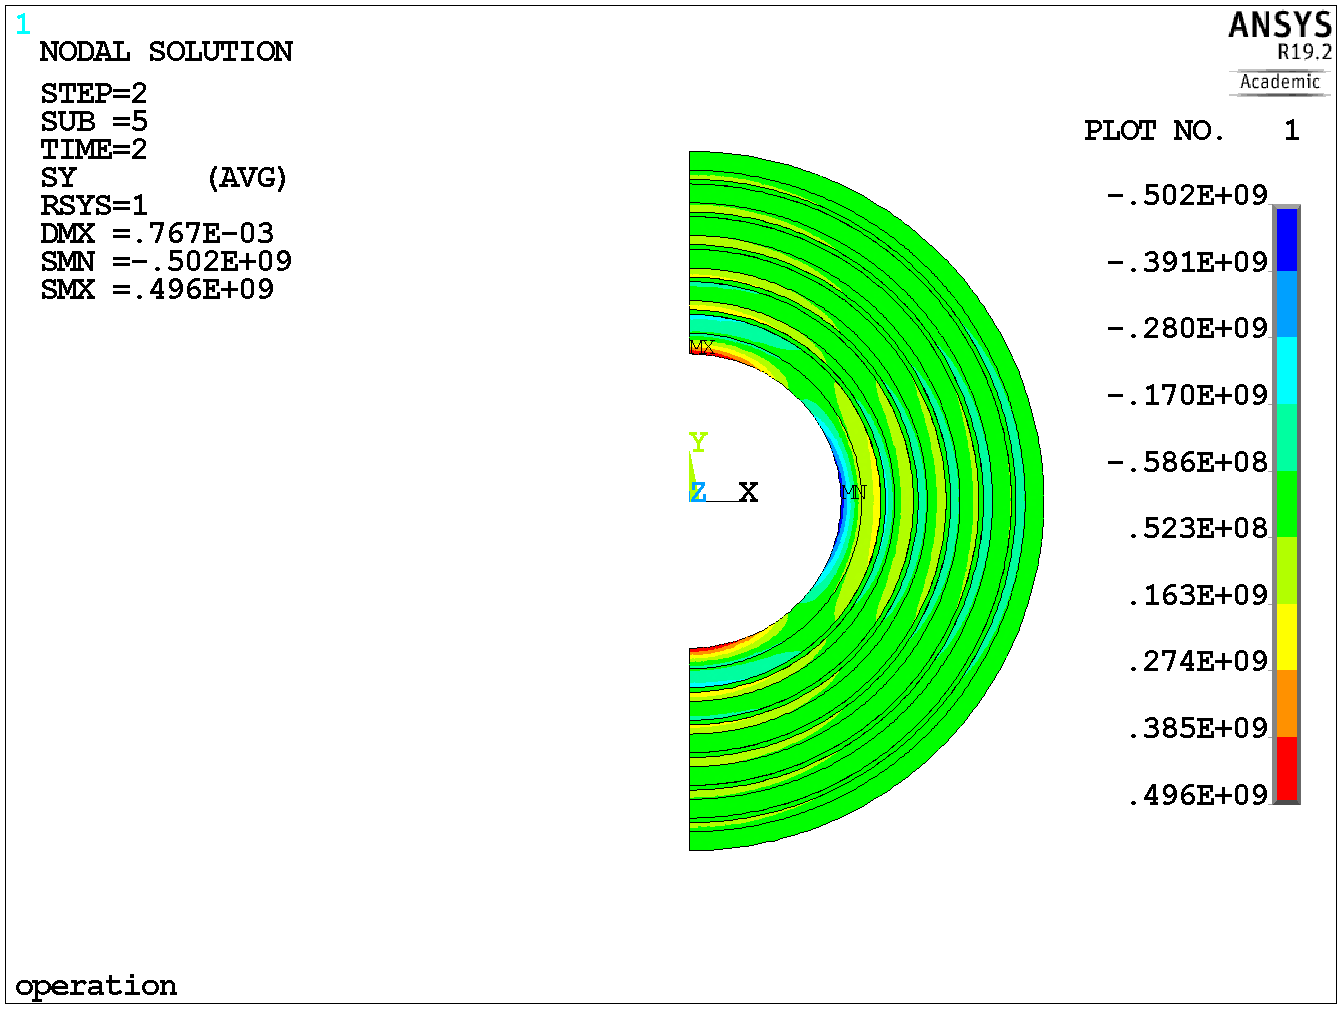 1
NODAL SOLUTION
STEP=2
SUB =5
TIME=2
SY (AVG)
RSYS=1
DMX =.767E-03
SMN =-.502E+09
SMX =.496E+09
ANSYS
R19.2
Academic
PLOT NO. 1
-.502E+09
-.391E+09
-.280E+09
-.170E+09
-.586E+08
.523E+08
.163E+09
.274E+09
.385E+09
.496E+09
MX
Y
Z X
MN
operation